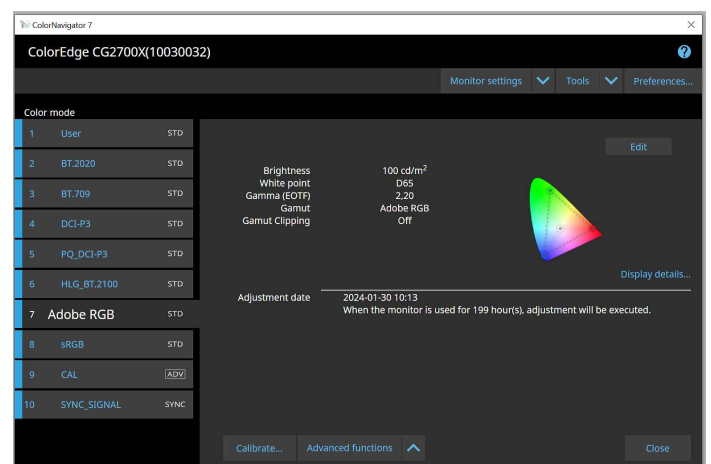 ColorNavigator 7
ColorEdge CG2700X(10030032)
Monitor settings Tools Preferences...
Color mode
1 User STD
2 BT.2020 STD
3 BT.709 STD
4 DCI-P3 STD
5 PQ_DCI-P3 STD
6 HLG_BT.2100 STD
7 Adobe RGB STD
8 sRGB STD
9 CAL ADV
10 SYNC_SIGNAL SYNC
Edit
Brightness 100 cd/m²
White point D65
Gamma (EOTF) 2,20
Gamut Adobe RGB
Gamut Clipping Off
Display details...
Adjustment date 2024-01-30 10:13
When the monitor is used for 199 hour(s), adjustment will be executed.
Calibrate... Advanced functions Close